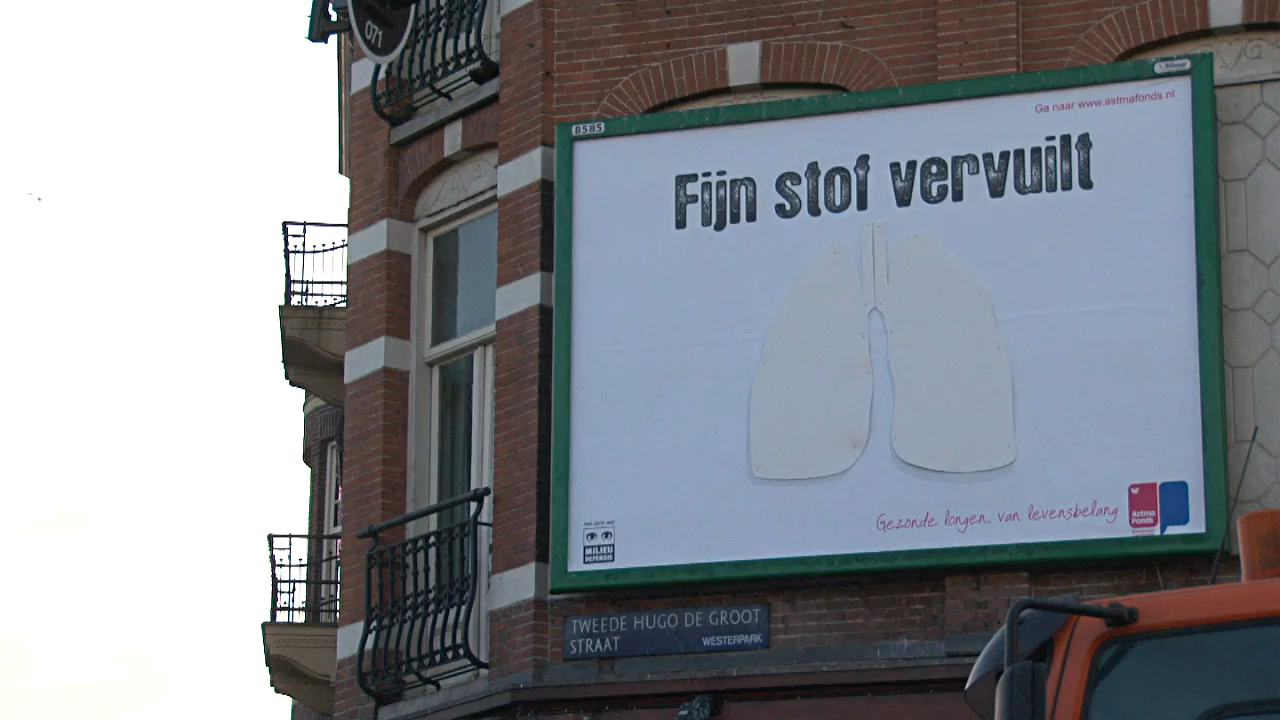 071
8585
Ga naar www.astmafonds.nl
Fijn stof vervuilt
Gezonde longen, van levensbelang
Astma
Fonds
MILIEU
DEFENSIE
TWEEDE HUGO DE GROOT
STRAAT WESTERPARK